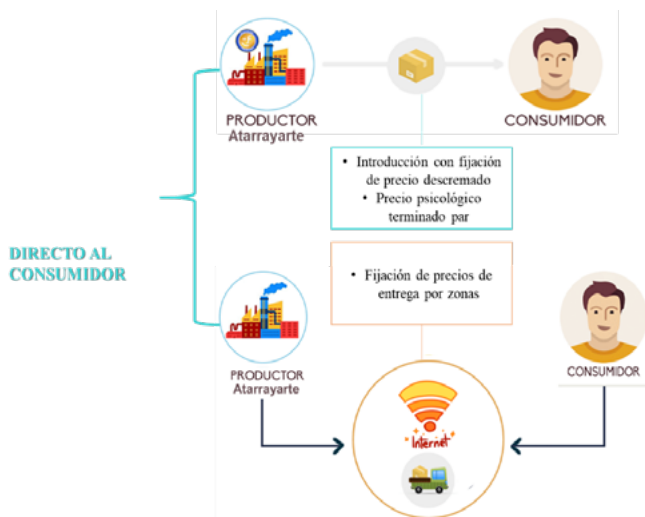 PRODUCTOR
Atarrayarte
CONSUMIDOR
• Introducción con fijación
de precio descremado
• Precio psicológico
terminado par
DIRECTO AL
CONSUMIDOR
• Fijación de precios de
entrega por zonas
PRODUCTOR
Atarrayarte
CONSUMIDOR
Internet